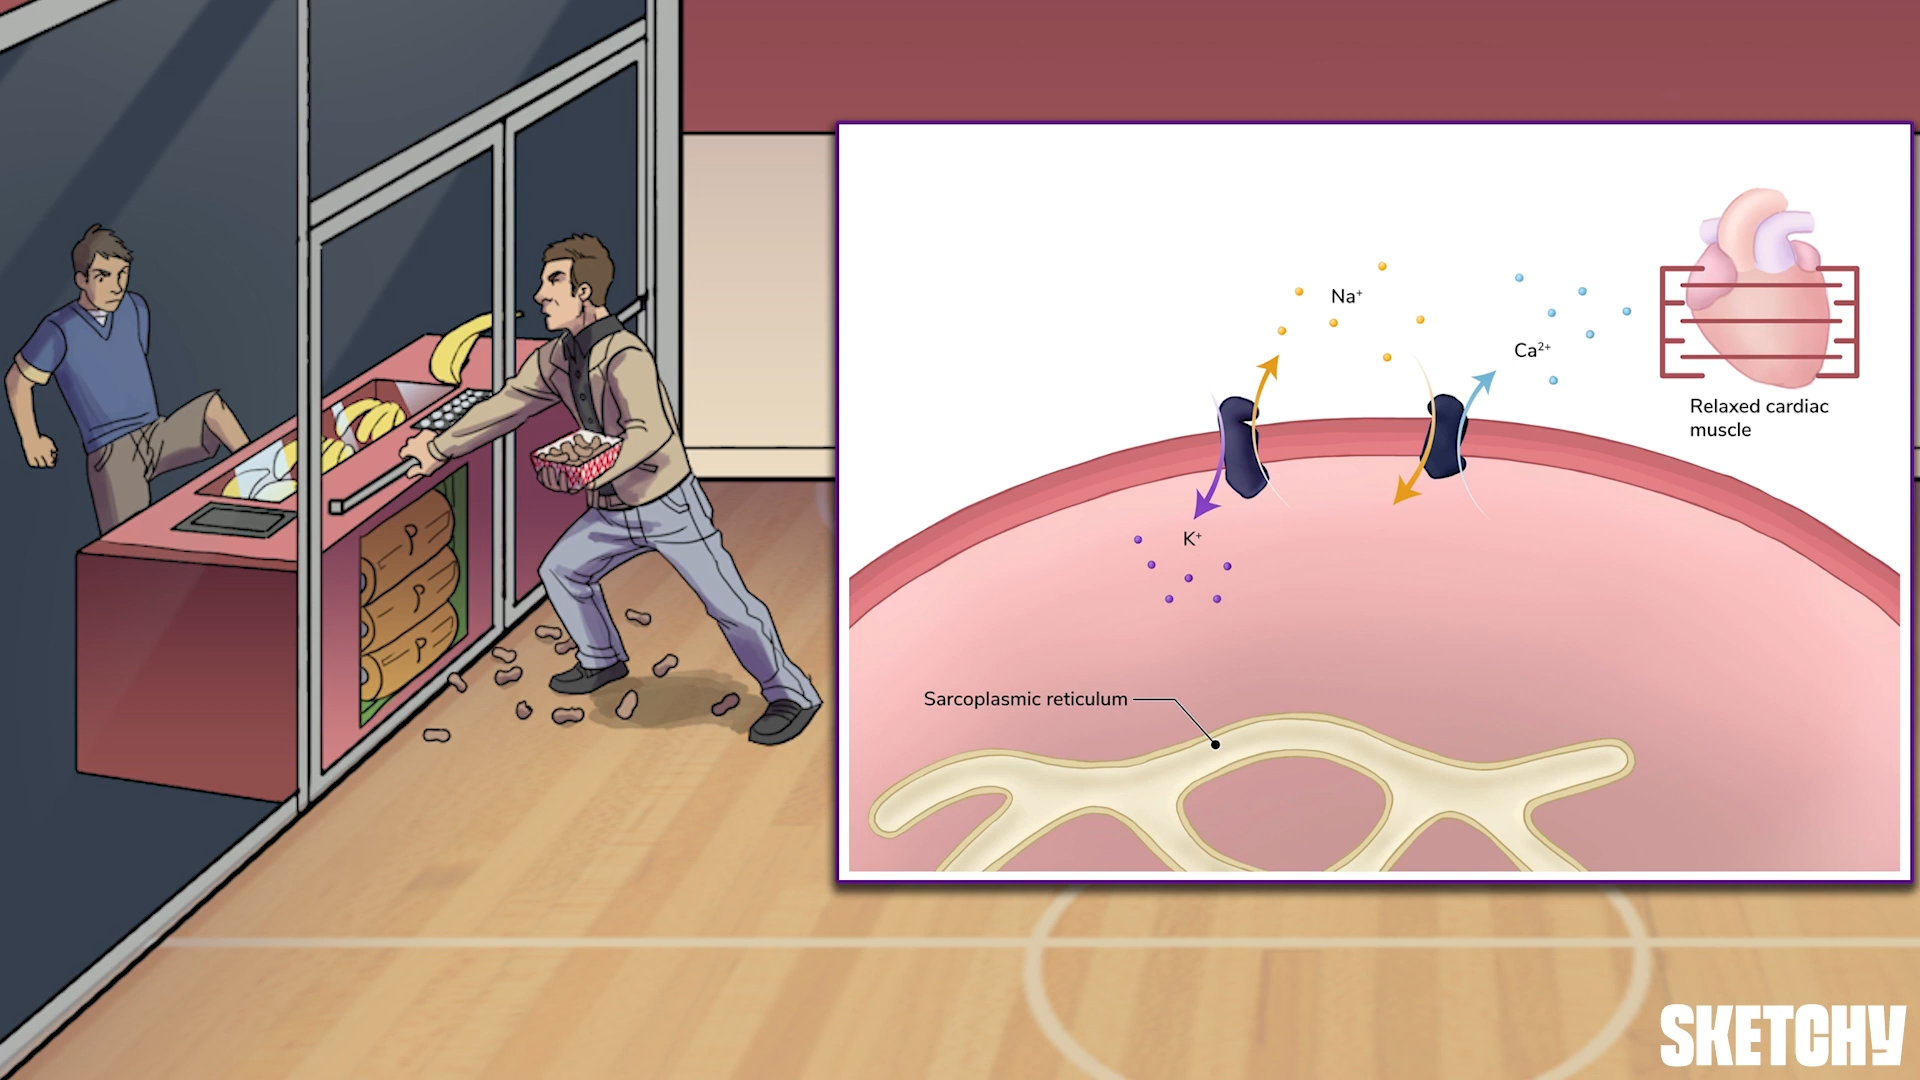 Na⁺
Ca²⁺
Relaxed cardiac
muscle
K⁺
Sarcoplasmic reticulum
P
P
P
SKETCHY